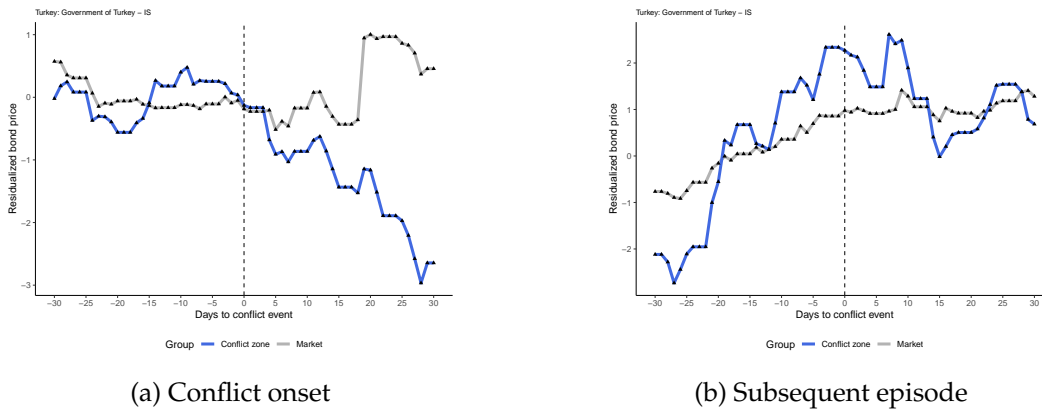 Turkey: Government of Turkey – IS
Residualized bond price
1
0
−1
−2
−3
−30 −25 −20 −15 −10 −5 0 5 10 15 20 25 30
Days to conflict event
Group Conflict zone Market
(a) Conflict onset
Turkey: Government of Turkey – IS
Residualized bond price
2
1
0
−1
−2
−30 −25 −20 −15 −10 −5 0 5 10 15 20 25 30
Days to conflict event
Group Conflict zone Market
(b) Subsequent episode